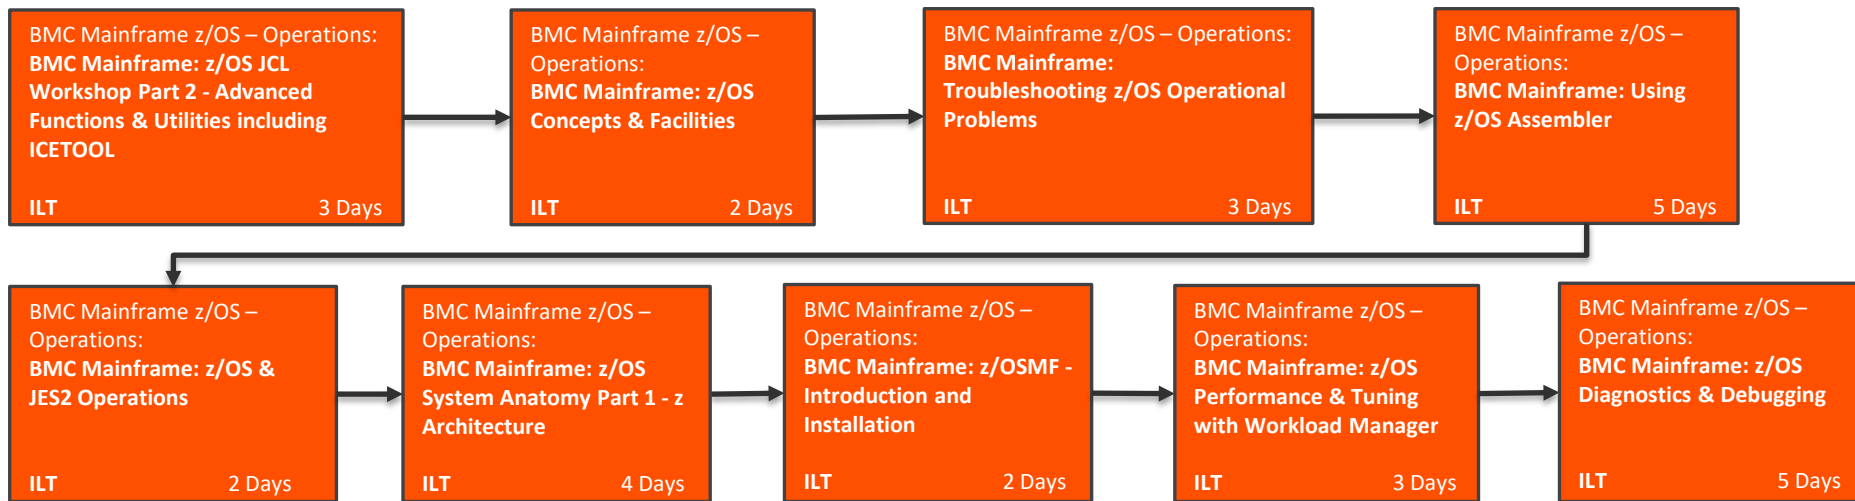 BMC Mainframe z/OS – Operations:
BMC Mainframe: z/OS JCL
Workshop Part 2 - Advanced
Functions & Utilities including
ICETOOL
ILT 3 Days
BMC Mainframe z/OS –
Operations:
BMC Mainframe: z/OS
Concepts & Facilities
ILT 2 Days
BMC Mainframe z/OS – Operations:
BMC Mainframe:
Troubleshooting z/OS Operational
Problems
ILT 3 Days
BMC Mainframe z/OS –
Operations:
BMC Mainframe: Using
z/OS Assembler
ILT 5 Days
BMC Mainframe z/OS –
Operations:
BMC Mainframe: z/OS &
JES2 Operations
ILT 2 Days
BMC Mainframe z/OS –
Operations:
BMC Mainframe: z/OS
System Anatomy Part 1 - z
Architecture
ILT 4 Days
BMC Mainframe z/OS –
Operations:
BMC Mainframe: z/OSMF -
Introduction and
Installation
ILT 2 Days
BMC Mainframe z/OS –
Operations:
BMC Mainframe: z/OS
Performance & Tuning
with Workload Manager
ILT 3 Days
BMC Mainframe z/OS –
Operations:
BMC Mainframe: z/OS
Diagnostics & Debugging
ILT 5 Days